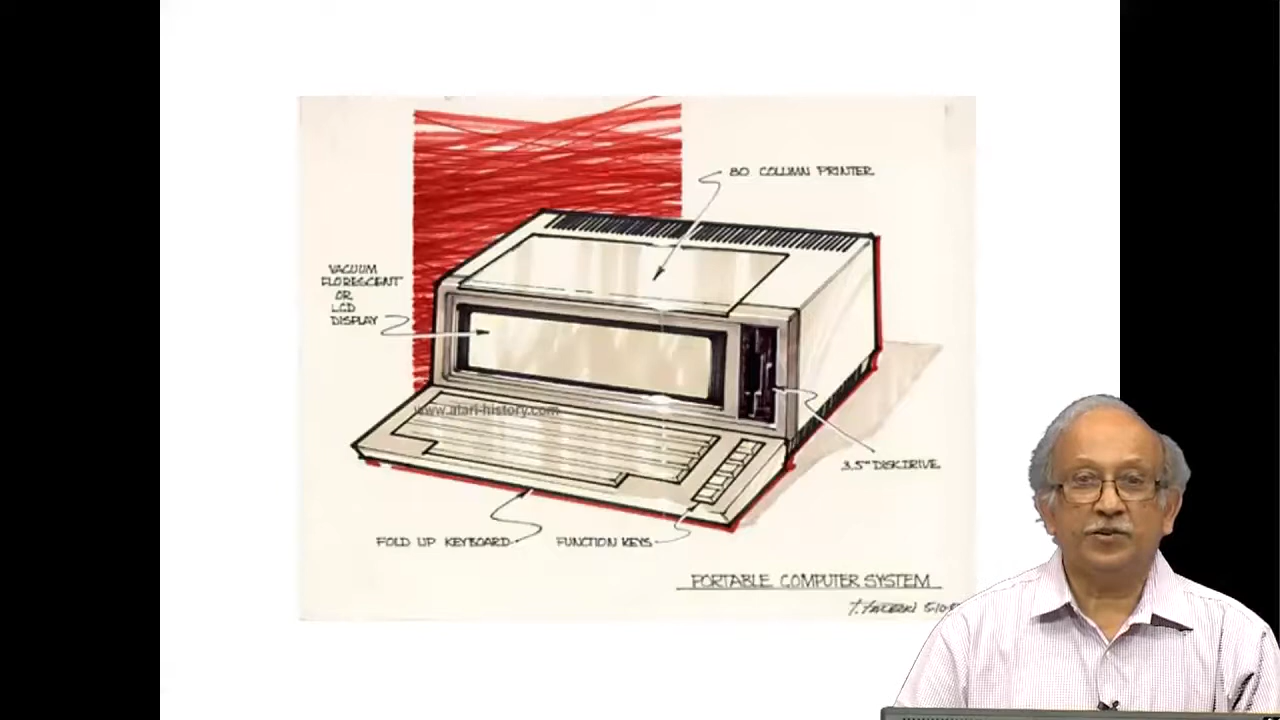 80 COLUMN PRINTER
VACUUM
FLORESCENT
OR
LCD
DISPLAY
www.atari-history.com
3.5" DISK DRIVE
FOLD UP KEYBOARD
FUNCTION KEYS
PORTABLE COMPUTER SYSTEM